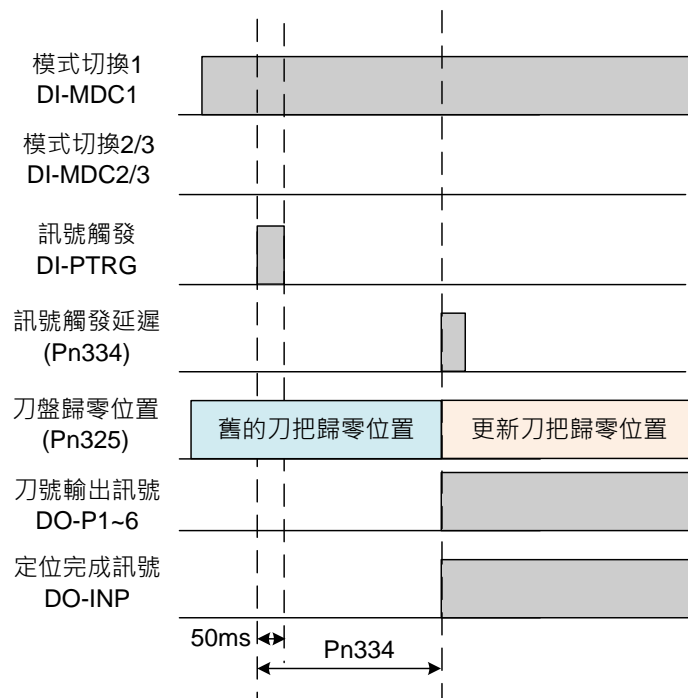 模式切換1
DI-MDC1
模式切換2/3
DI-MDC2/3
訊號觸發
DI-PTRG
訊號觸發延遲
(Pn334)
刀盤歸零位置
(Pn325)
舊的刀把歸零位置
更新刀把歸零位置
刀號輸出訊號
DO-P1~6
定位完成訊號
DO-INP
50ms
Pn334